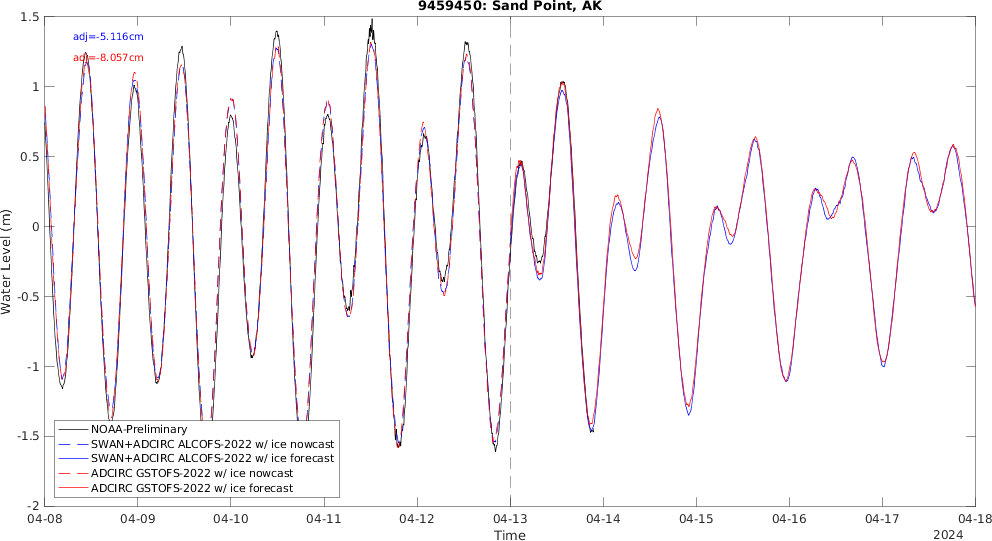 9459450: Sand Point, AK
adj=-5.116cm
adj=-8.057cm
1.5
1
0.5
0
-0.5
-1
-1.5
-2
Water Level (m)
NOAA-Preliminary
SWAN+ADCIRC ALCOFS-2022 w/ ice nowcast
SWAN+ADCIRC ALCOFS-2022 w/ ice forecast
ADCIRC GSTOFS-2022 w/ ice nowcast
ADCIRC GSTOFS-2022 w/ ice forecast
04-08 04-09 04-10 04-11 04-12 04-13 04-14 04-15 04-16 04-17 04-18
Time
2024